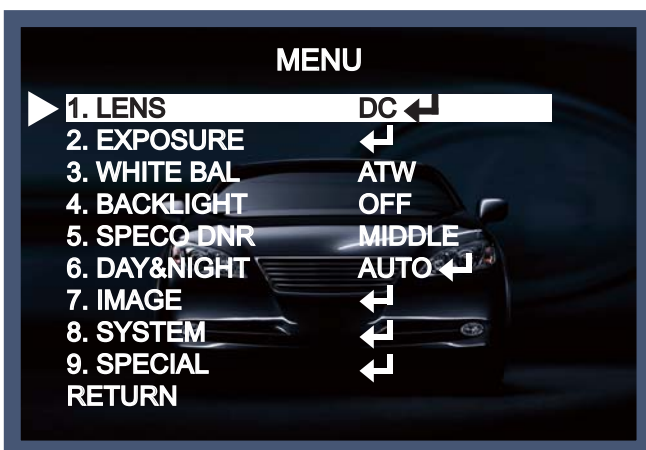 MENU
1. LENS DC ↵
2. EXPOSURE ↵
3. WHITE BAL ATW
4. BACKLIGHT OFF
5. SPECO DNR MIDDLE
6. DAY&NIGHT AUTO ↵
7. IMAGE ↵
8. SYSTEM ↵
9. SPECIAL ↵
RETURN